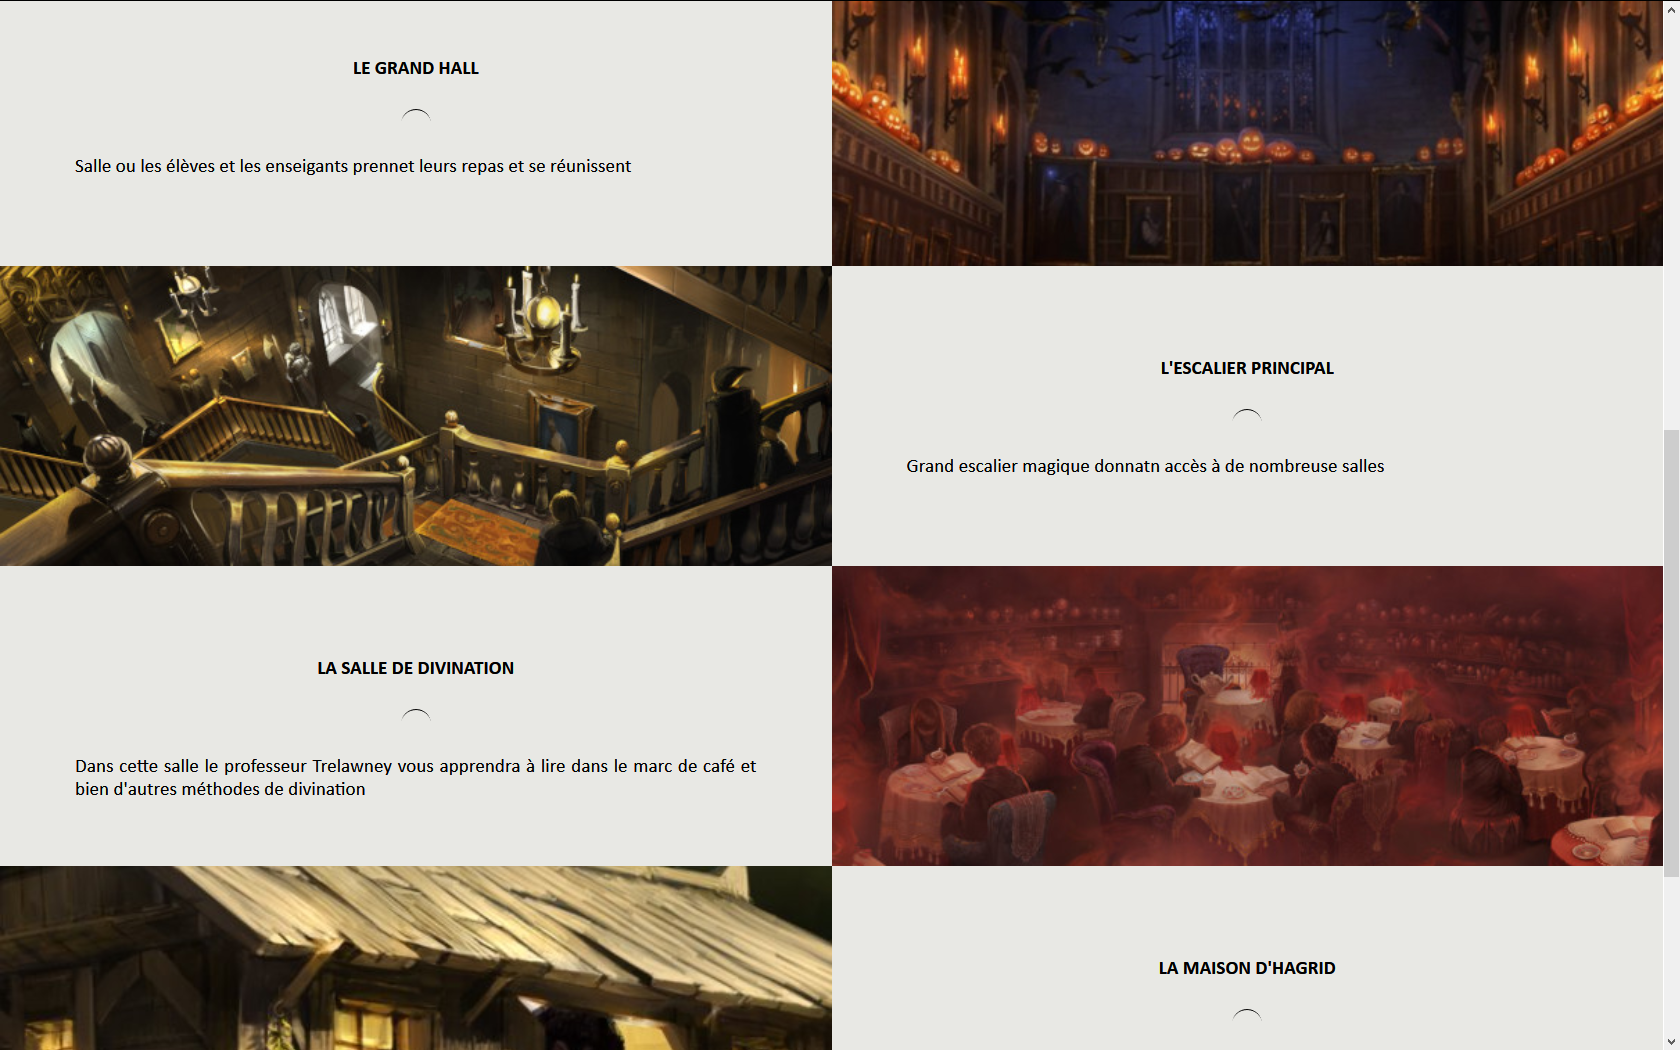 LE GRAND HALL
Salle ou les élèves et les enseigants prennet leurs repas et se réunissent
L'ESCALIER PRINCIPAL
Grand escalier magique donnatn accès à de nombreuse salles
LA SALLE DE DIVINATION
Dans cette salle le professeur Trelawney vous apprendra à lire dans le marc de café et
bien d'autres méthodes de divination
LA MAISON D'HAGRID